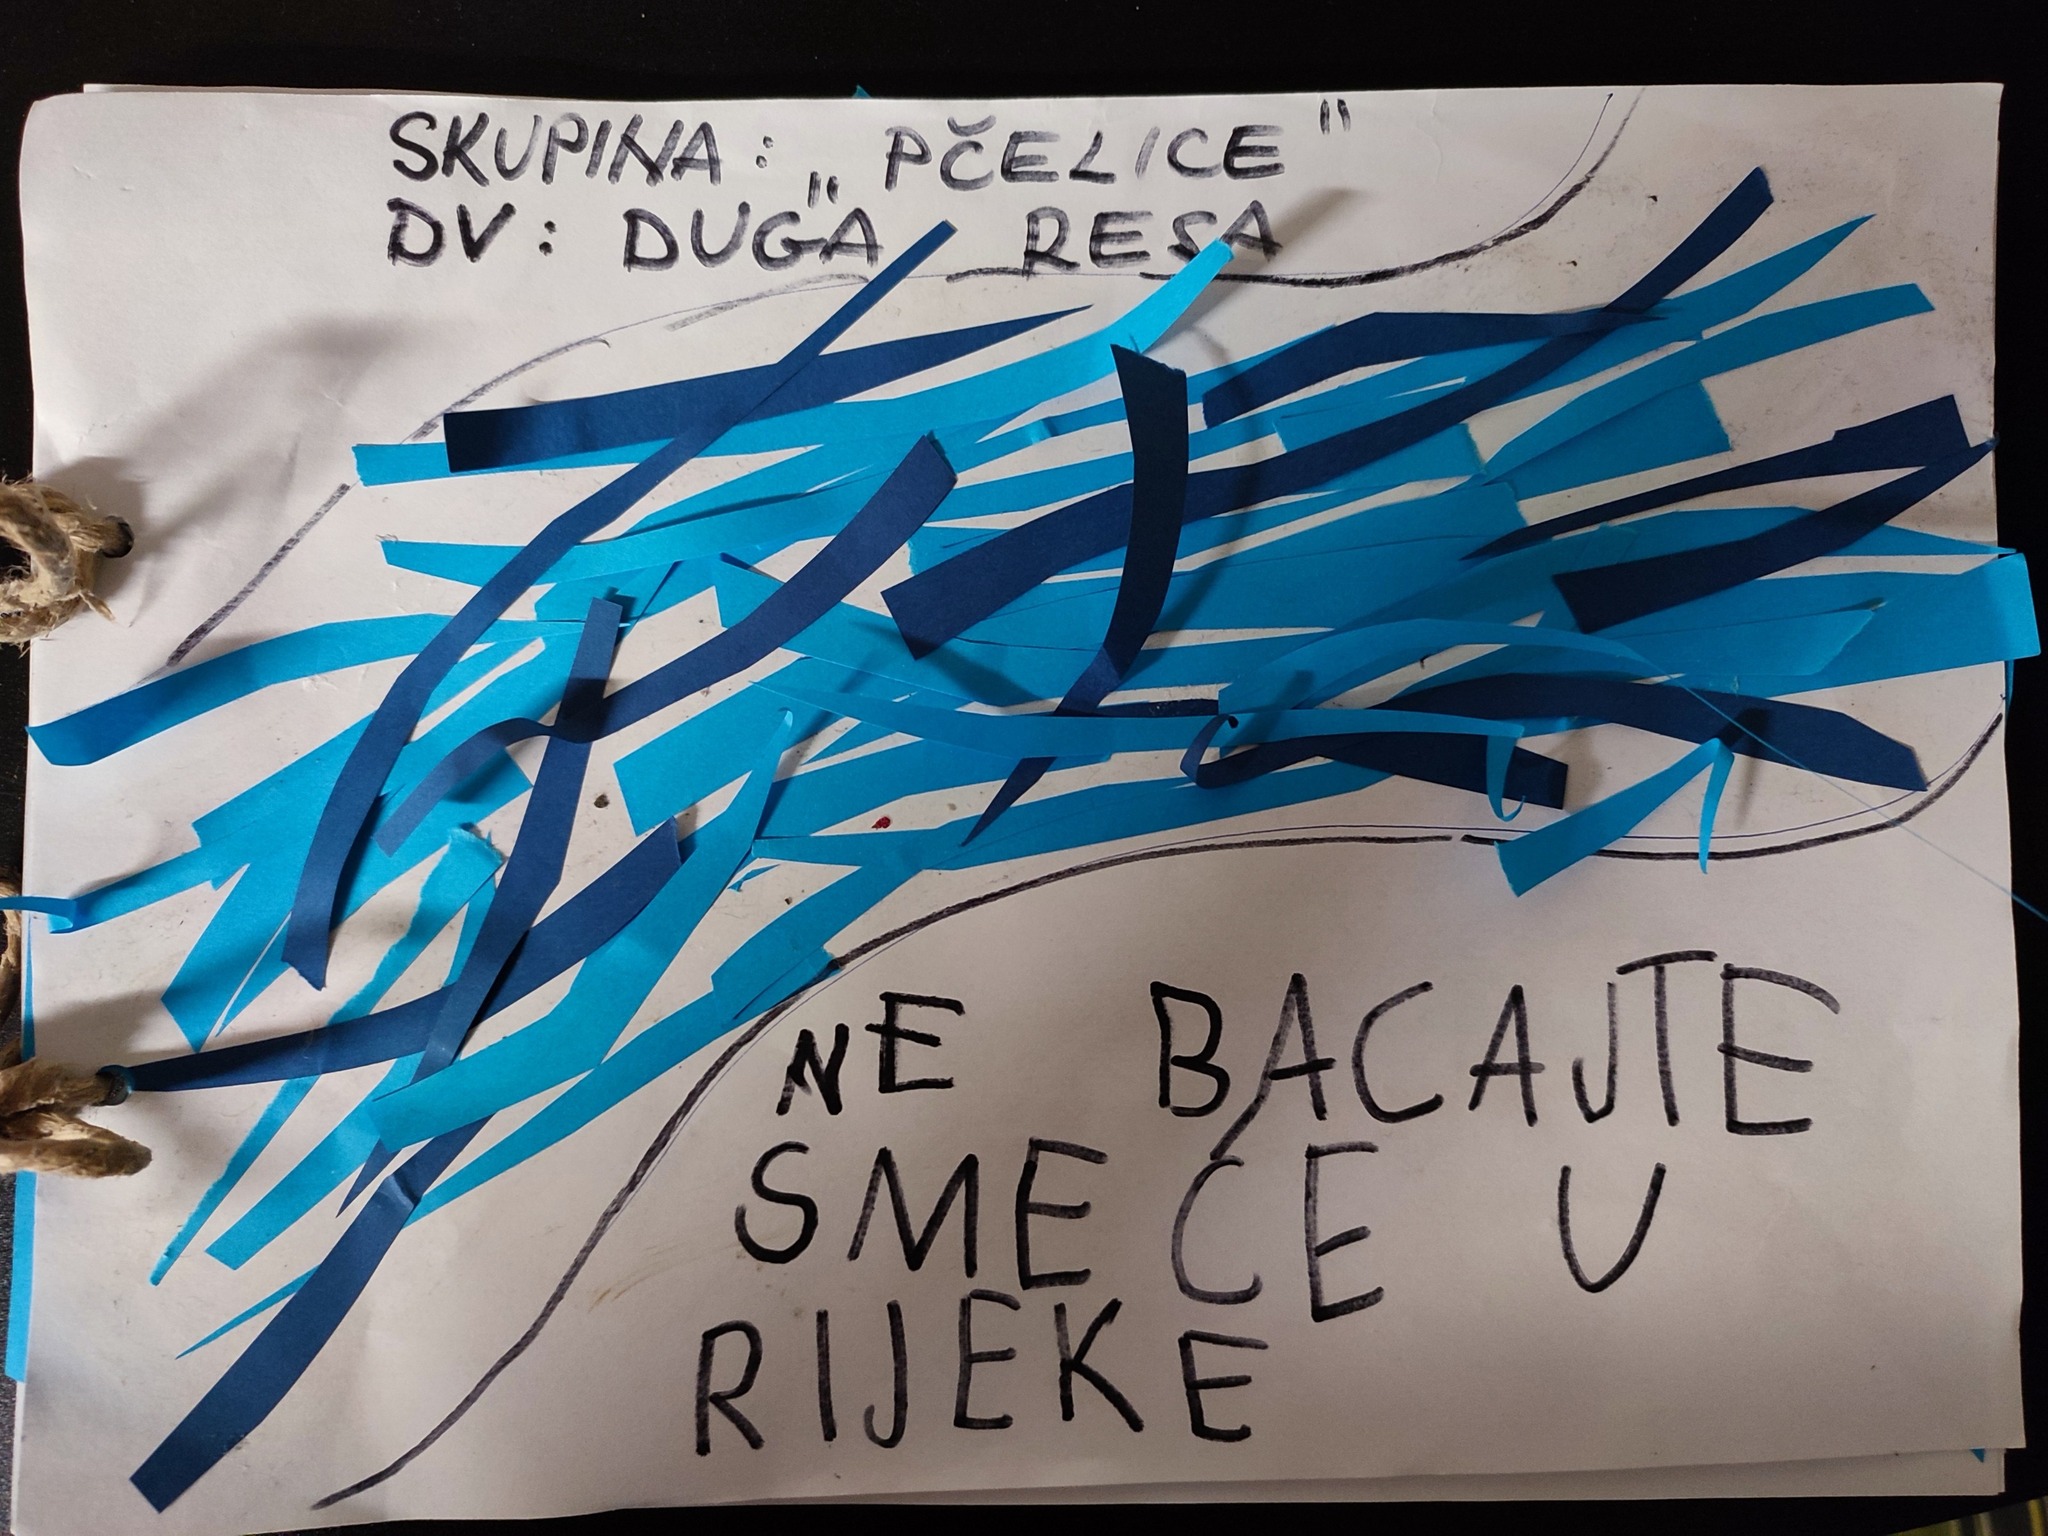 SKUPINA: „PČELICE"
DV: DUGA RESA
NE BACAJTE
SMEĆE U
RIJEKE